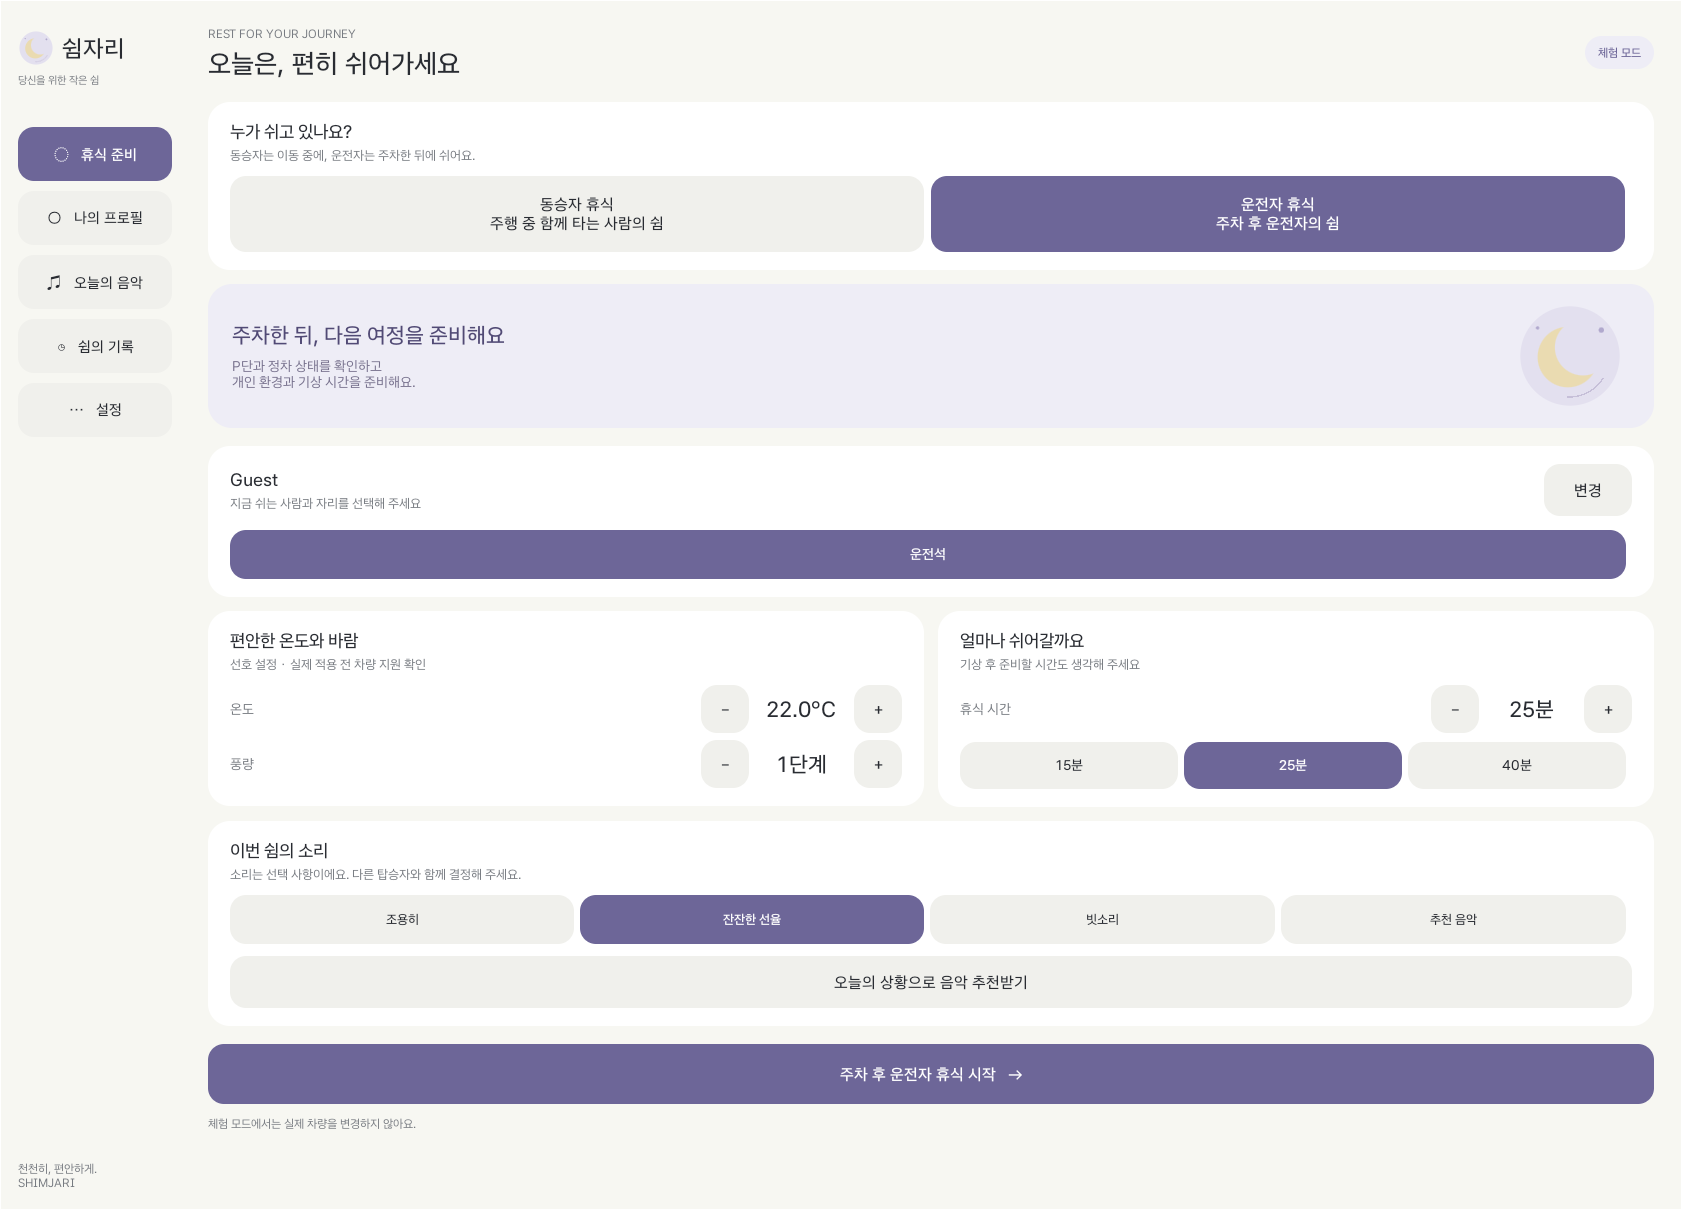 쉼자리
당신을 위한 작은 쉼
휴식 준비
나의 프로필
오늘의 음악
쉼의 기록
설정
천천히, 편안하게.
SHIMJARI
REST FOR YOUR JOURNEY
오늘은, 편히 쉬어가세요
체험 모드
누가 쉬고 있나요?
동승자는 이동 중에, 운전자는 주차한 뒤에 쉬어요.
동승자 휴식
주행 중 함께 타는 사람의 쉼
운전자 휴식
주차 후 운전자의 쉼
주차한 뒤, 다음 여정을 준비해요
P단과 정차 상태를 확인하고
개인 환경과 기상 시간을 준비해요.
Guest
지금 쉬는 사람과 자리를 선택해 주세요
변경
운전석
편안한 온도와 바람
선호 설정 · 실제 적용 전 차량 지원 확인
온도
−
22.0°C
+
풍량
−
1단계
+
얼마나 쉬어갈까요
기상 후 준비할 시간도 생각해 주세요
휴식 시간
−
25분
+
15분
25분
40분
이번 쉼의 소리
소리는 선택 사항이에요. 다른 탑승자와 함께 결정해 주세요.
조용히
잔잔한 선율
빗소리
추천 음악
오늘의 상황으로 음악 추천받기
주차 후 운전자 휴식 시작 →
체험 모드에서는 실제 차량을 변경하지 않아요.